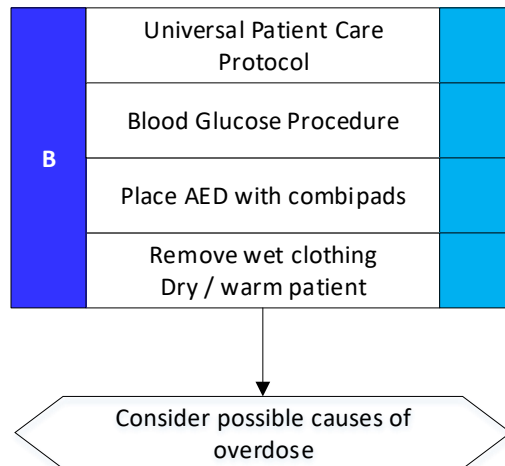 Universal Patient Care
Protocol
Blood Glucose Procedure
B
Place AED with combipads
Remove wet clothing
Dry / warm patient
Consider possible causes of
overdose